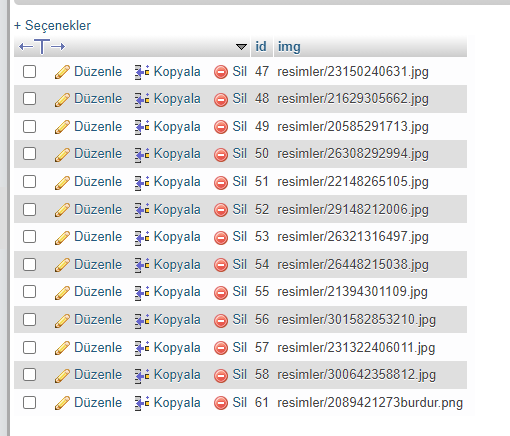 + Seçenekler
id img
Düzenle Kopyala Sil 47 resimler/23150240631.jpg
Düzenle Kopyala Sil 48 resimler/21629305662.jpg
Düzenle Kopyala Sil 49 resimler/20585291713.jpg
Düzenle Kopyala Sil 50 resimler/26308292994.jpg
Düzenle Kopyala Sil 51 resimler/22148265105.jpg
Düzenle Kopyala Sil 52 resimler/29148212006.jpg
Düzenle Kopyala Sil 53 resimler/26321316497.jpg
Düzenle Kopyala Sil 54 resimler/26448215038.jpg
Düzenle Kopyala Sil 55 resimler/21394301109.jpg
Düzenle Kopyala Sil 56 resimler/301582853210.jpg
Düzenle Kopyala Sil 57 resimler/231322406011.jpg
Düzenle Kopyala Sil 58 resimler/300642358812.jpg
Düzenle Kopyala Sil 61 resimler/2089421273burdur.png